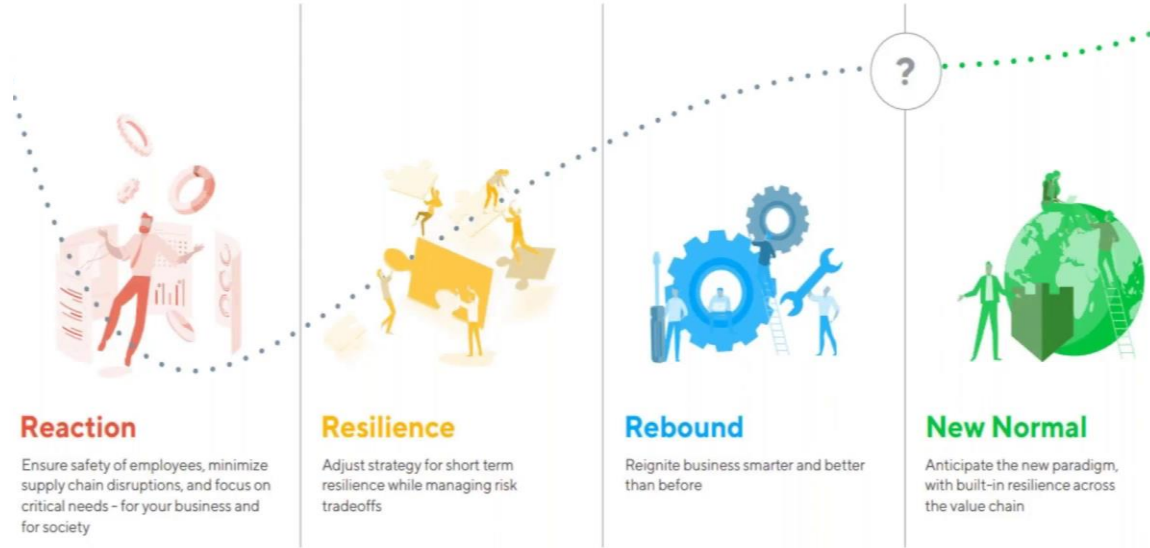 ?
Reaction
Ensure safety of employees, minimize
supply chain disruptions, and focus on
critical needs – for your business and
for society
Resilience
Adjust strategy for short term
resilience while managing risk
tradeoffs
Rebound
Reignite business smarter and better
than before
New Normal
Anticipate the new paradigm,
with built-in resilience across
the value chain